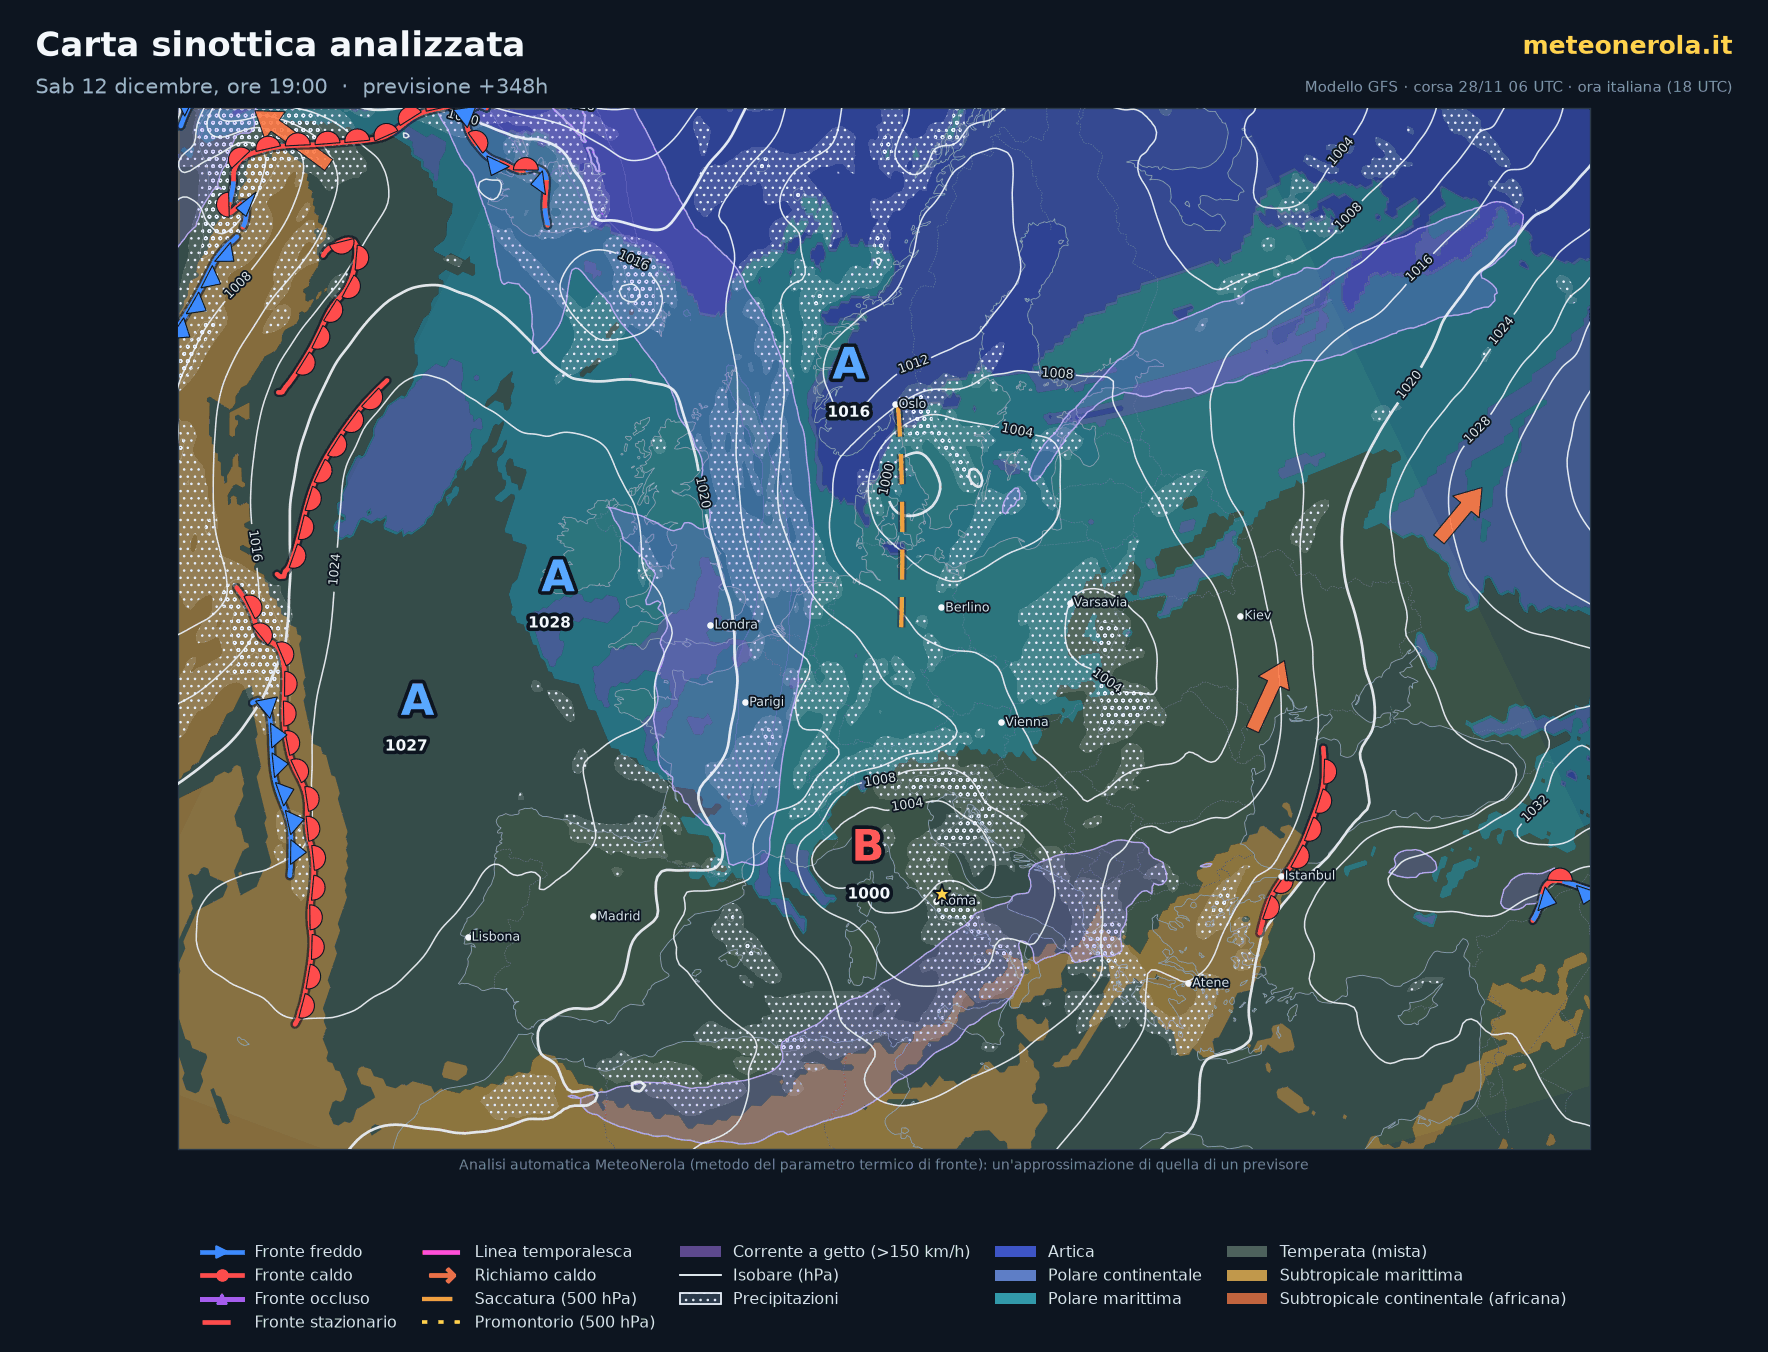 Carta sinottica analizzata
meteonerola.it
Sab 12 dicembre, ore 19:00 · previsione +348h
Modello GFS · corsa 28/11 06 UTC · ora italiana (18 UTC)
1004
1008
1016
1016
1008
1024
A
1016
1012
1008
1020
Oslo
1004
1028
1000
1020
1016
1024
A
1028
Berlino
Varsavia
Kiev
Londra
1004
A
1027
Parigi
Vienna
1008
1004
1032
B
1000
Roma
Istanbul
Madrid
Lisbona
Atene
Analisi automatica MeteoNerola (metodo del parametro termico di fronte): un'approssimazione di quella di un previsore
Fronte freddo
Linea temporalesca
Corrente a getto (>150 km/h)
Artica
Temperata (mista)
Fronte caldo
Richiamo caldo
Isobare (hPa)
Polare continentale
Subtropicale marittima
Fronte occluso
Saccatura (500 hPa)
Precipitazioni
Polare marittima
Subtropicale continentale (africana)
Fronte stazionario
Promontorio (500 hPa)